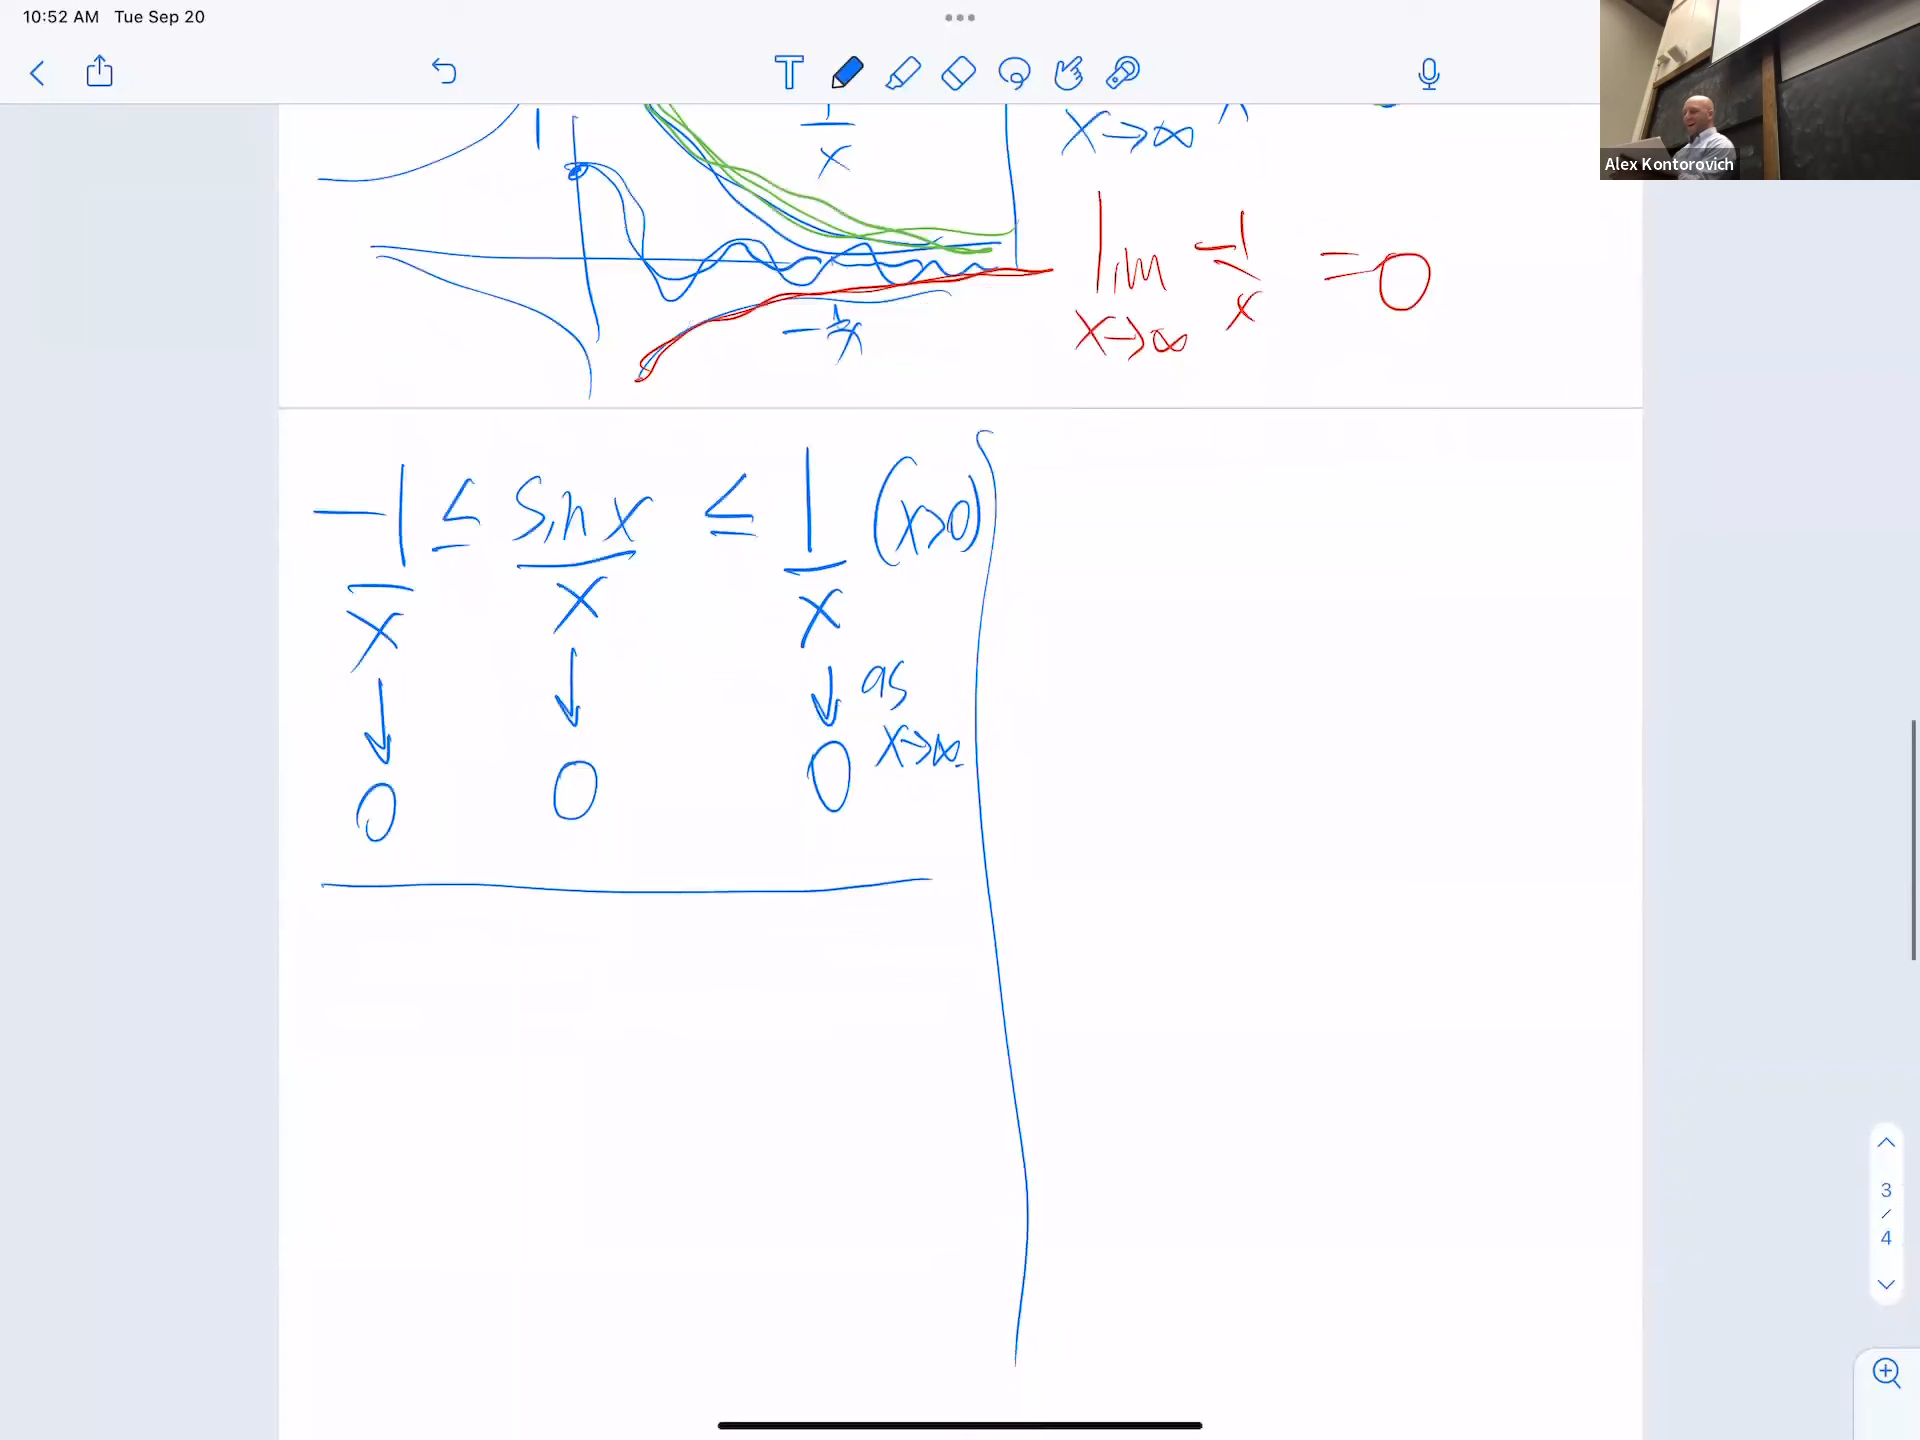 10:52 AM Tue Sep 20
T
Alex Kontorovich
1
1/x
x→∞
lim -1/x = 0
x→∞
-1/x
-1/x ≤ sin x/x ≤ 1/x (x>0)
↓ ↓ ↓ as x→∞
0 0 0
3
/
4